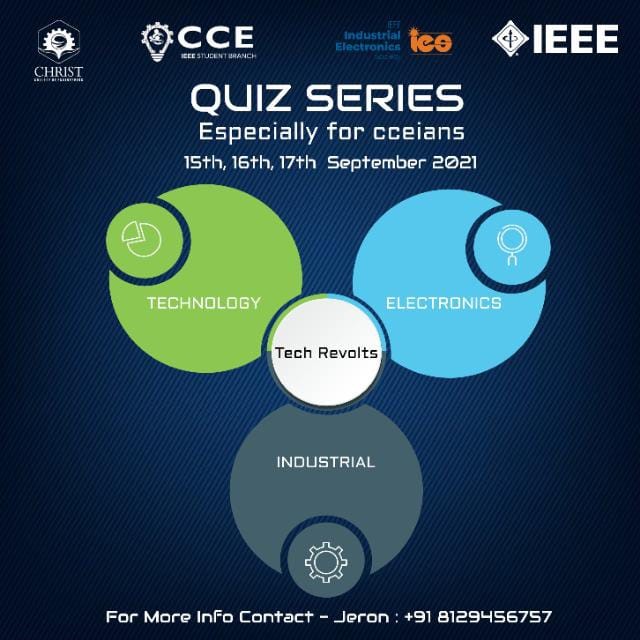 CHRIST
CCE
IEEE STUDENT BRANCH
IEEE
Industrial
Electronics
SOCIETY
ies
IEEE
QUIZ SERIES
Especially for cceians
15th, 16th, 17th September 2021
TECHNOLOGY
ELECTRONICS
Tech Revolts
INDUSTRIAL
For More Info Contact - Jeron : +91 8129456757